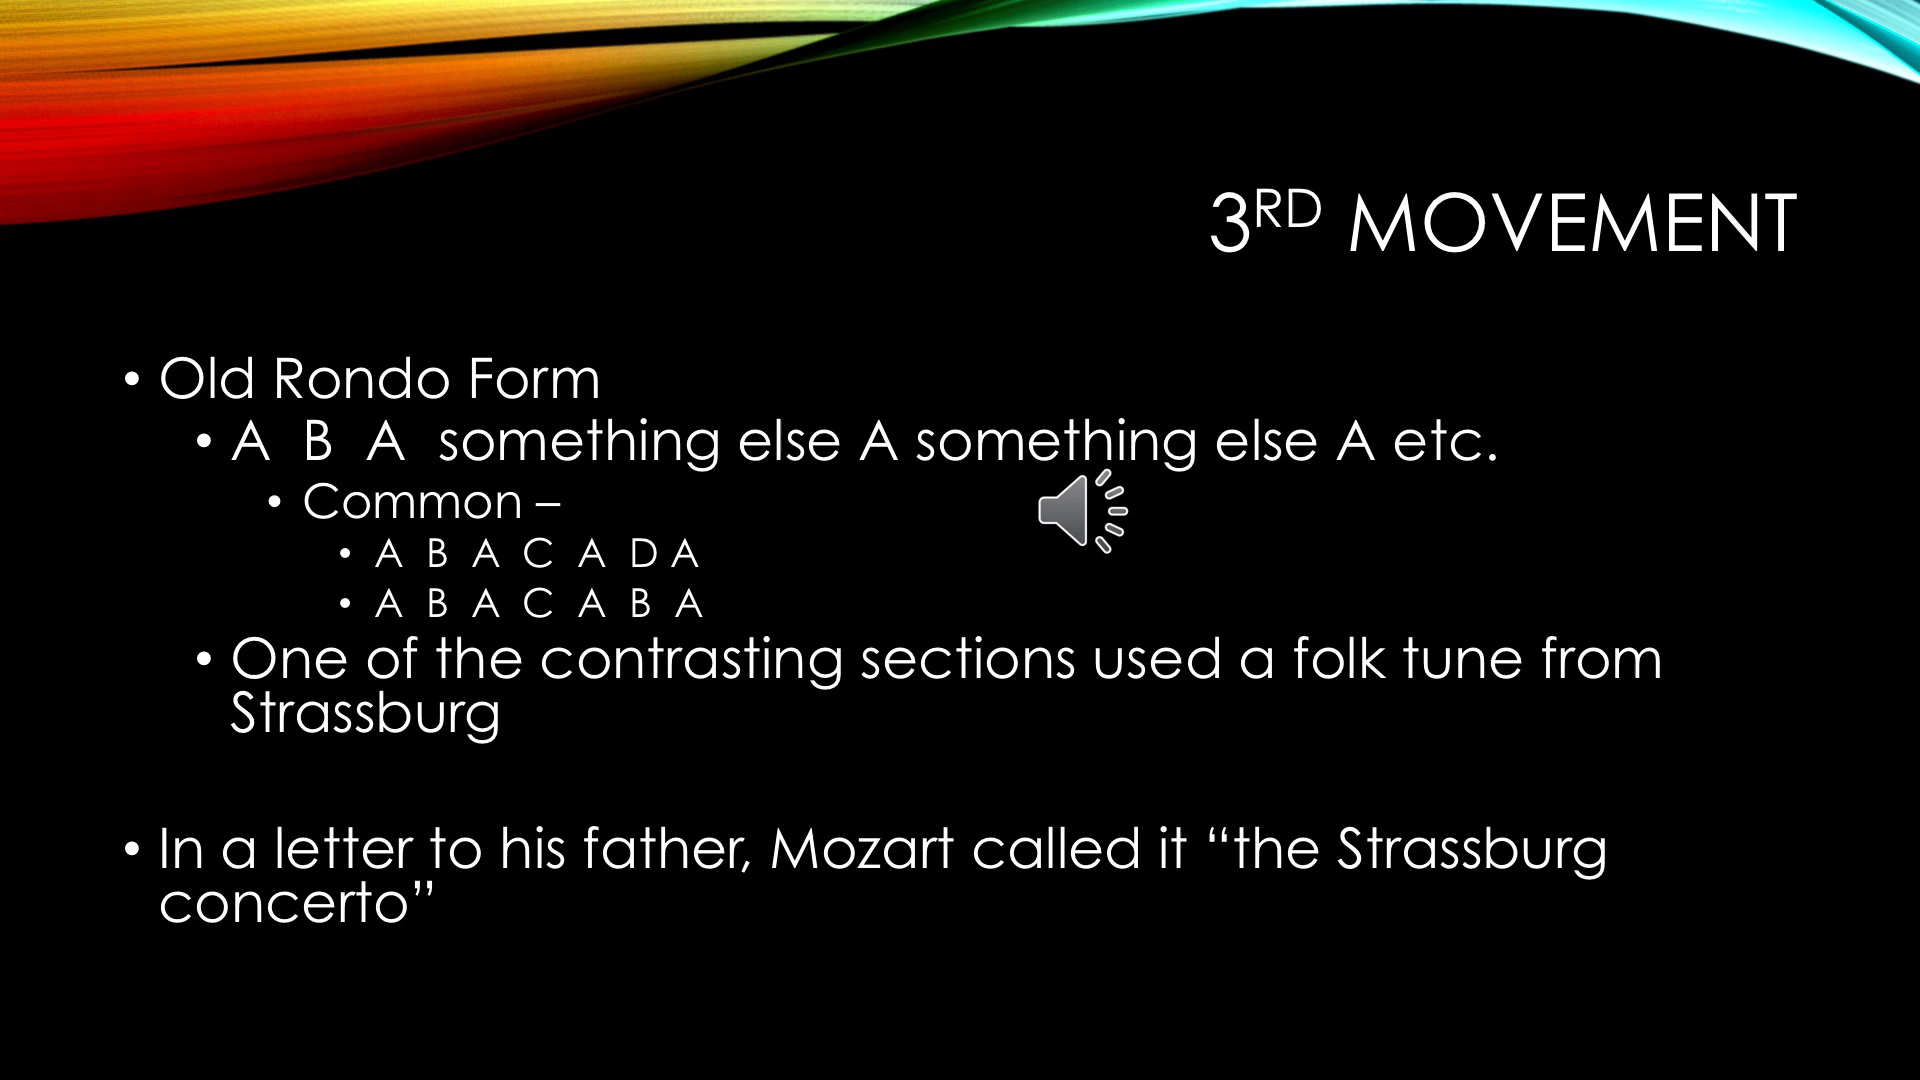 3RD MOVEMENT
• Old Rondo Form
• A B A something else A something else A etc.
• Common –
• A B A C A D A
• A B A C A B A
• One of the contrasting sections used a folk tune from
Strassburg
• In a letter to his father, Mozart called it “the Strassburg
concerto”